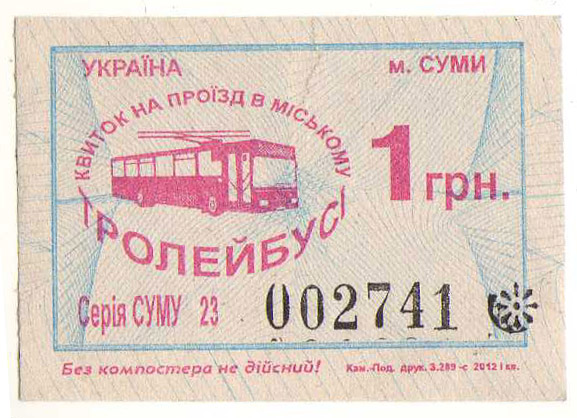 УКРАЇНА
м. СУМИ
КВИТОК НА ПРОЇЗД В МІСЬКОМУ
ТРОЛЕЙБУСІ
1 грн.
Серія СУМУ 23
002741
Без компостера не дійсний!
Кам.-Под. друк. З.289-с 2012 І кв.